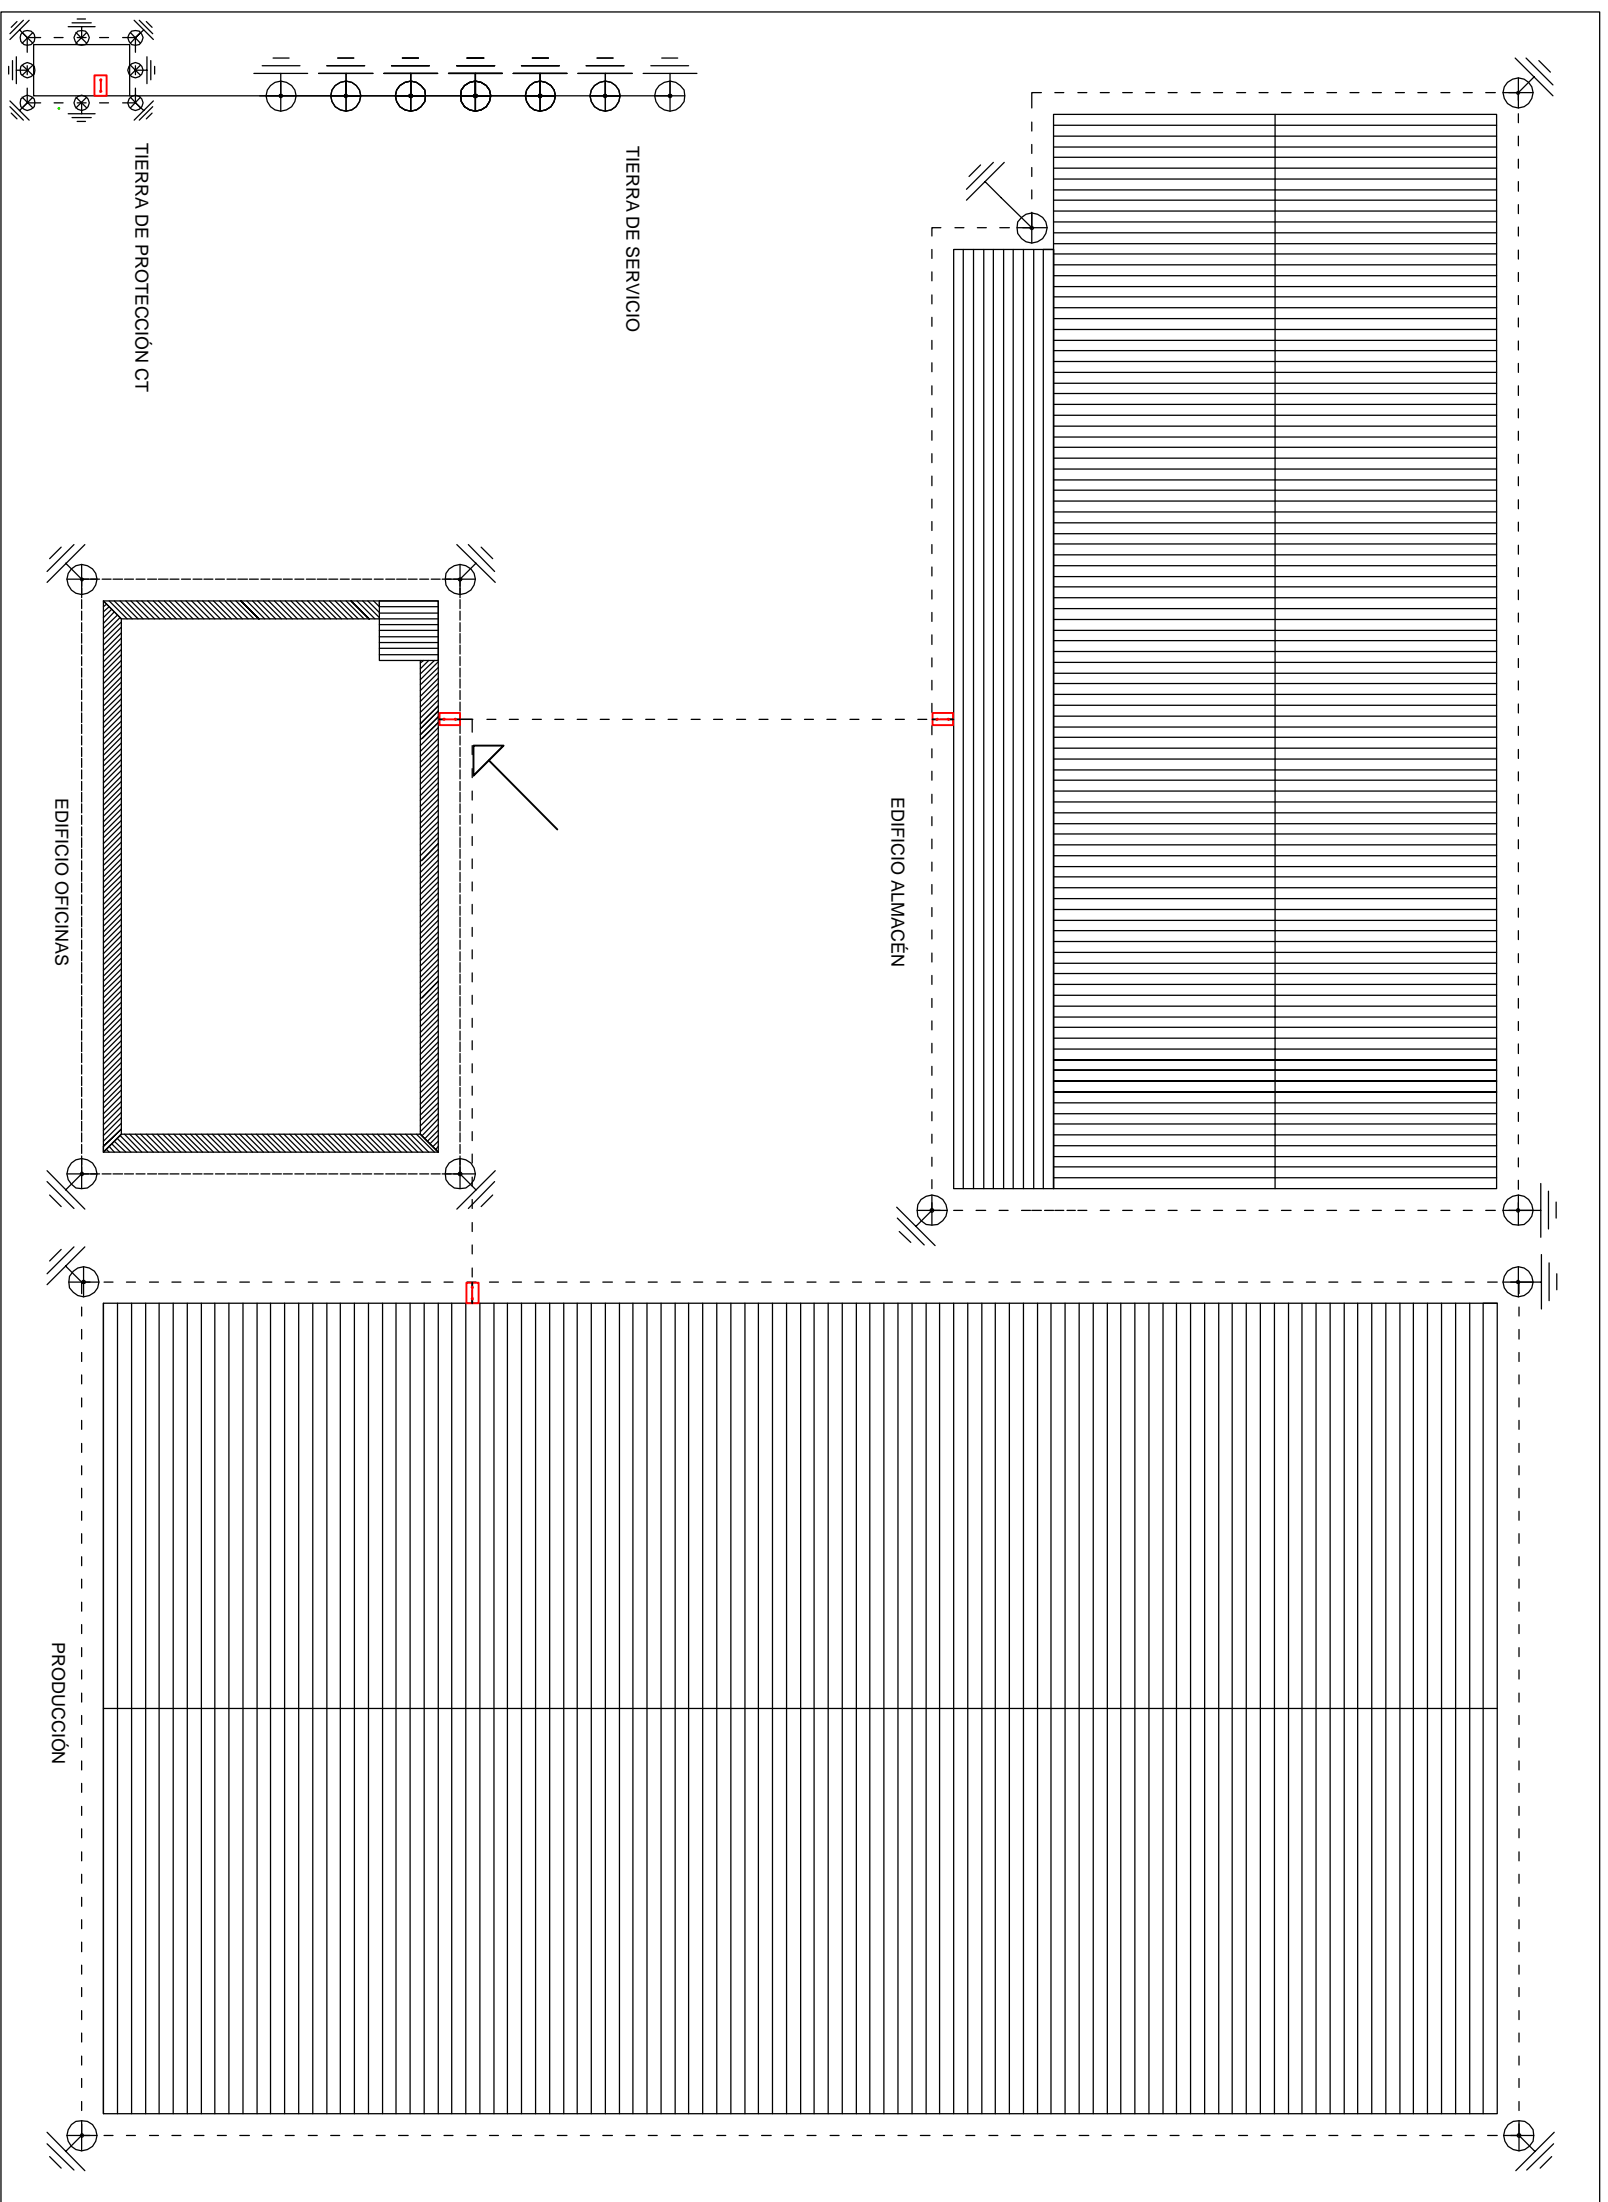 TIERRA DE PROTECCIÓN CT
TIERRA DE SERVICIO
EDIFICIO OFICINAS
EDIFICIO ALMACÉN
PRODUCCIÓN